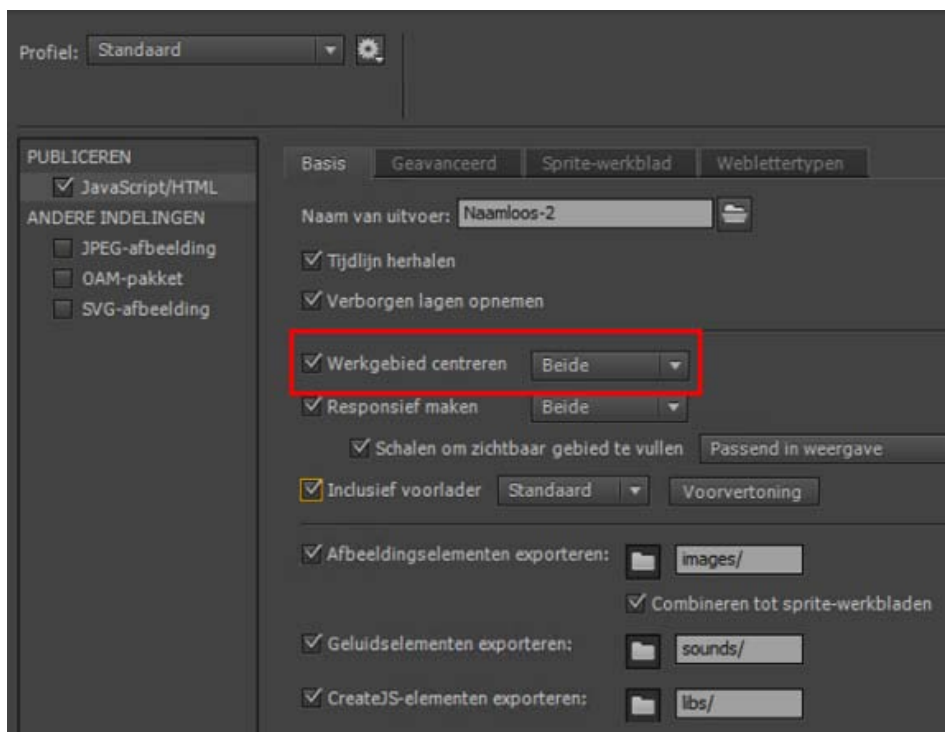 Profiel: Standaard
PUBLICEREN
JavaScript/HTML
ANDERE INDELINGEN
JPEG-afbeelding
OAM-pakket
SVG-afbeelding
Basis Geavanceerd Sprite-werkblad Weblettertypen
Naam van uitvoer: Naamloos-2
Tijdlijn herhalen
Verborgen lagen opnemen
Werkgebied centreren Beide
Responsief maken Beide
Schalen om zichtbaar gebied te vullen Passend in weergave
Inclusief voorlader Standaard Voorvertoning
Afbeeldingselementen exporteren: images/
Combineren tot sprite-werkbladen
Geluidselementen exporteren: sounds/
CreateJS-elementen exporteren: libs/